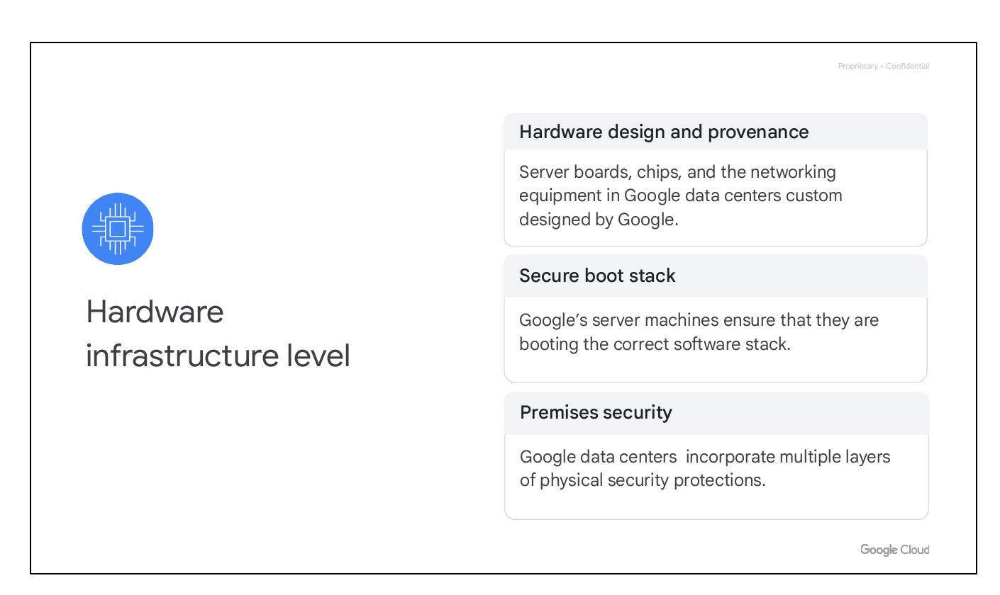 Proprietary + Confidential
Hardware
infrastructure level
Hardware design and provenance
Server boards, chips, and the networking
equipment in Google data centers custom
designed by Google.
Secure boot stack
Google’s server machines ensure that they are
booting the correct software stack.
Premises security
Google data centers  incorporate multiple layers
of physical security protections.
Google Cloud